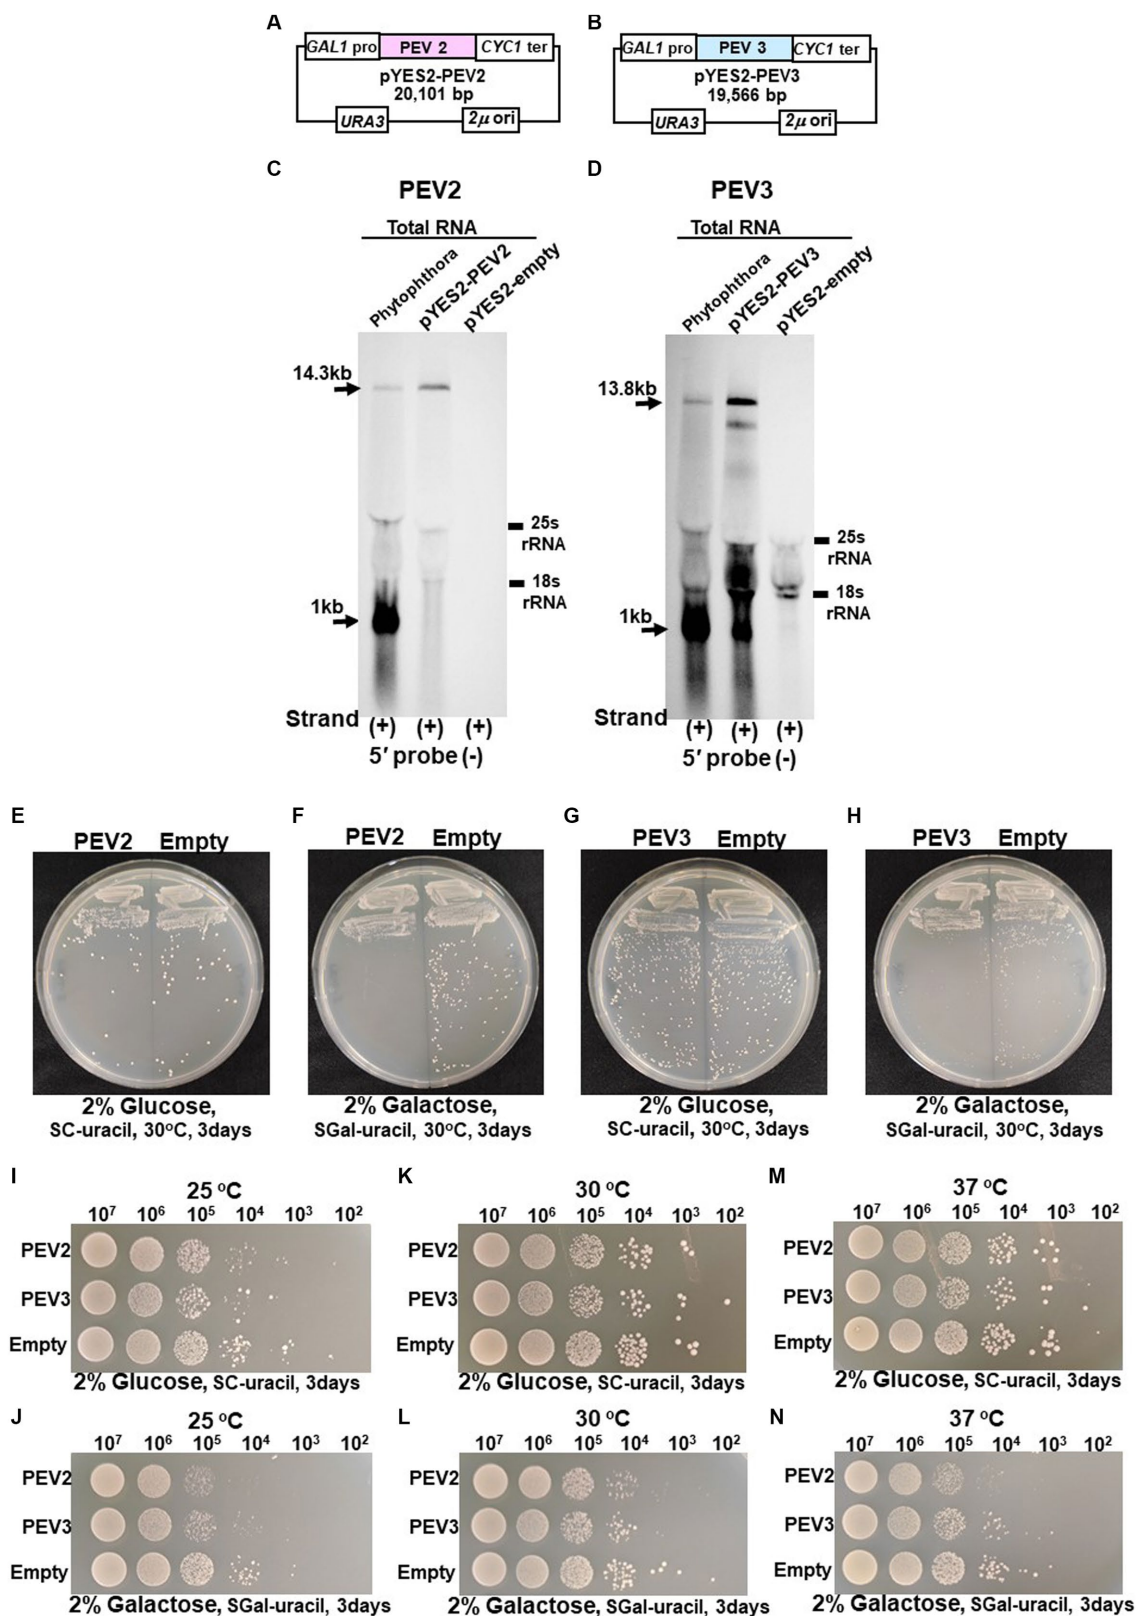 A
GAL1 pro PEV 2 CYC1 ter
pYES2-PEV2
20,101 bp
URA3 2μ ori
B
GAL1 pro PEV 3 CYC1 ter
pYES2-PEV3
19,566 bp
URA3 2μ ori
C
PEV2
Total RNA
Phytophthora pYES2-PEV2 pYES2-empty
14.3kb
25s
rRNA
18s
rRNA
1kb
Strand (+) (+) (+)
5′ probe (-)
D
PEV3
Total RNA
Phytophthora pYES2-PEV3 pYES2-empty
13.8kb
25s
rRNA
18s
rRNA
1kb
Strand (+) (+) (+)
5′ probe (-)
E
PEV2 Empty
2% Glucose,
SC-uracil, 30°C, 3days
F
PEV2 Empty
2% Galactose,
SGal-uracil, 30°C, 3days
G
PEV3 Empty
2% Glucose,
SC-uracil, 30°C, 3days
H
PEV3 Empty
2% Galactose,
SGal-uracil, 30°C, 3days
I
25 °C
10⁷ 10⁶ 10⁵ 10⁴ 10³ 10²
PEV2
PEV3
Empty
2% Glucose, SC-uracil, 3days
K
30 °C
10⁷ 10⁶ 10⁵ 10⁴ 10³ 10²
PEV2
PEV3
Empty
2% Glucose, SC-uracil, 3days
M
37 °C
10⁷ 10⁶ 10⁵ 10⁴ 10³ 10²
PEV2
PEV3
Empty
2% Glucose, SC-uracil, 3days
J
25 °C
10⁷ 10⁶ 10⁵ 10⁴ 10³ 10²
PEV2
PEV3
Empty
2% Galactose, SGal-uracil, 3days
L
30 °C
10⁷ 10⁶ 10⁵ 10⁴ 10³ 10²
PEV2
PEV3
Empty
2% Galactose, SGal-uracil, 3days
N
37 °C
10⁷ 10⁶ 10⁵ 10⁴ 10³ 10²
PEV2
PEV3
Empty
2% Galactose, SGal-uracil, 3days